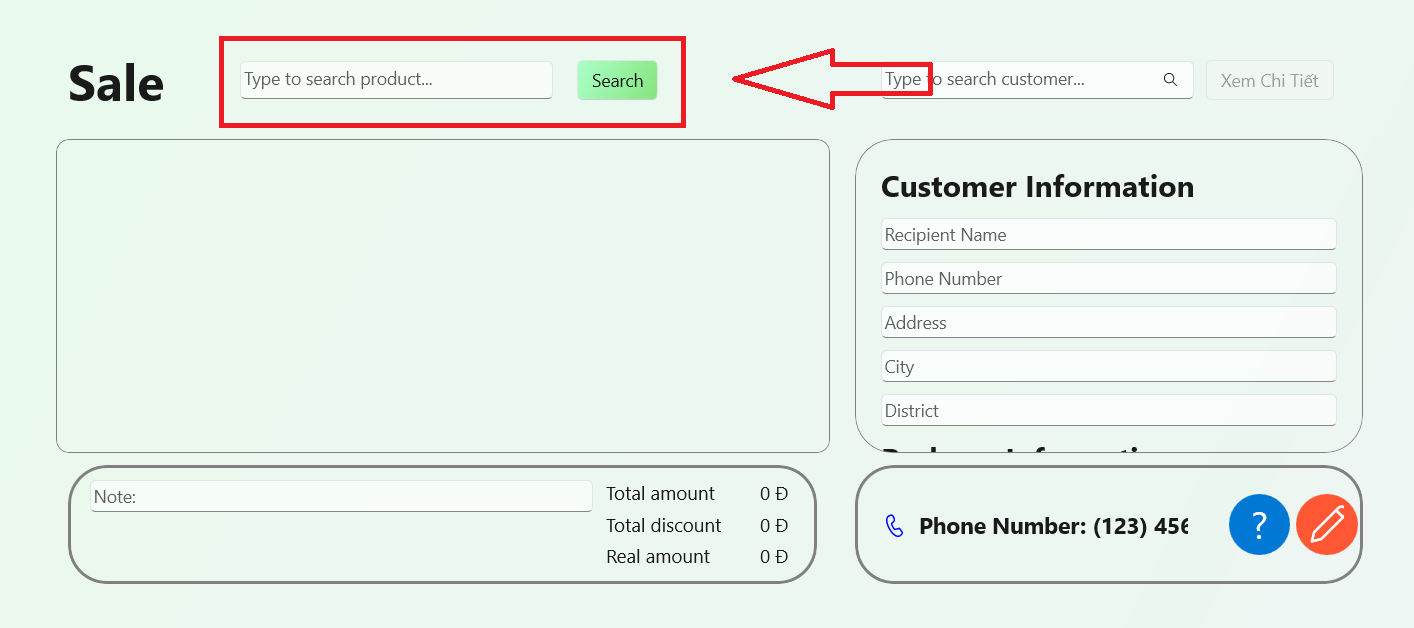 Sale
Type to search product...
Search
Type to search customer...
Xem Chi Tiết
Customer Information
Recipient Name
Phone Number
Address
City
District
Note:
Total amount 0 Đ
Total discount 0 Đ
Real amount 0 Đ
Phone Number: (123) 456
?